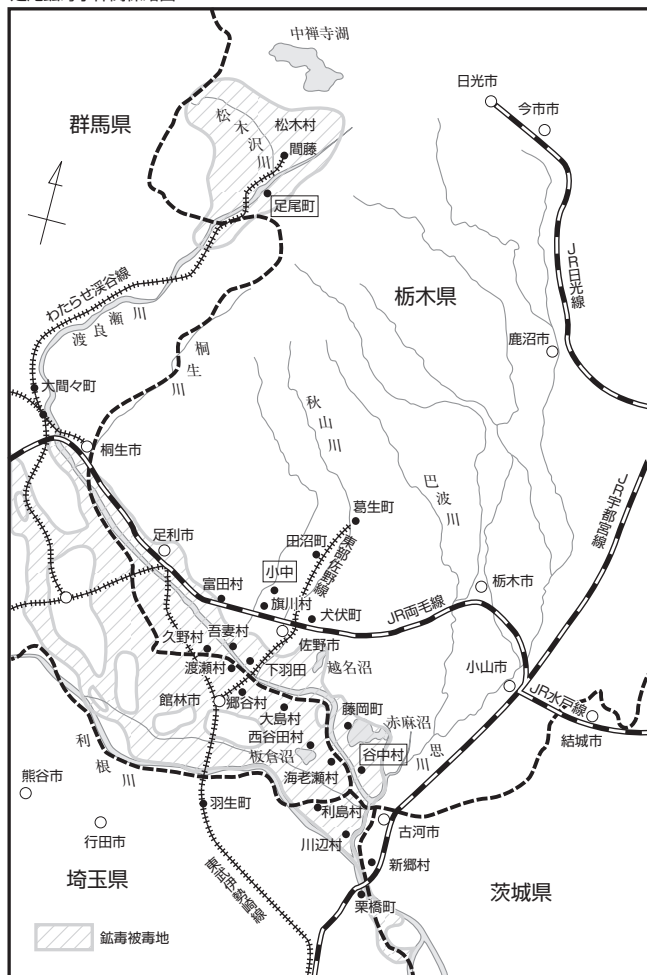 中禅寺湖
日光市
今市市
群馬県
松木沢川
松木村
間藤
足尾町
JR日光線
わたらせ渓谷線
渡良瀬川
栃木県
桐生川
鹿沼市
大間々町
秋山川
桐生市
巴波川
JR宇都宮線
葛生町
足利市
田沼町
東部佐野線
小中
栃木市
富田村
旗川村
犬伏町
JR両毛線
久野村
吾妻村
佐野市
渡瀬村
下羽田
越名沼
小山市
JR水戸線
館林市
郷谷村
大島村
藤岡町
赤麻沼
結城市
西谷田村
板倉沼
谷中村
思川
利根川
海老瀬村
熊谷市
羽生町
利島村
古河市
行田市
川辺村
新郷村
埼玉県
東武伊勢崎線
茨城県
栗橋町
鉱毒被毒地